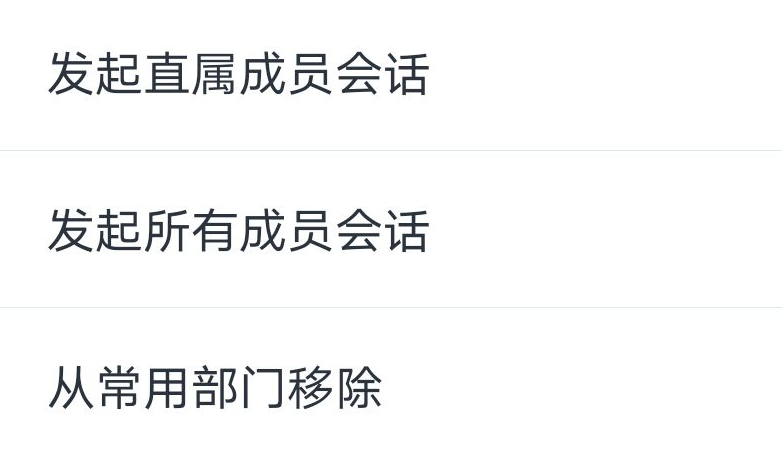 发起直属成员会话
发起所有成员会话
从常用部门移除